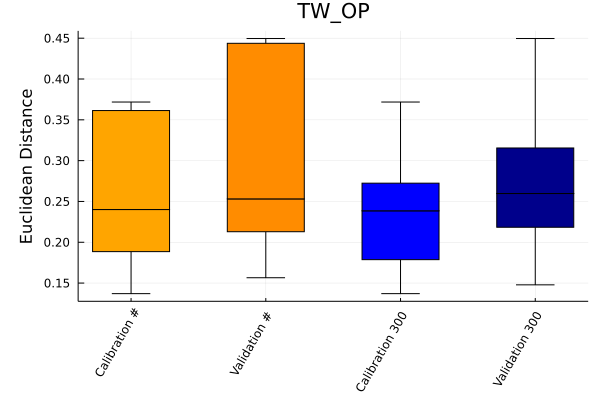 TW_OP
Euclidean Distance
0.45
0.40
0.35
0.30
0.25
0.20
0.15
Calibration #
Validation #
Calibration 300
Validation 300